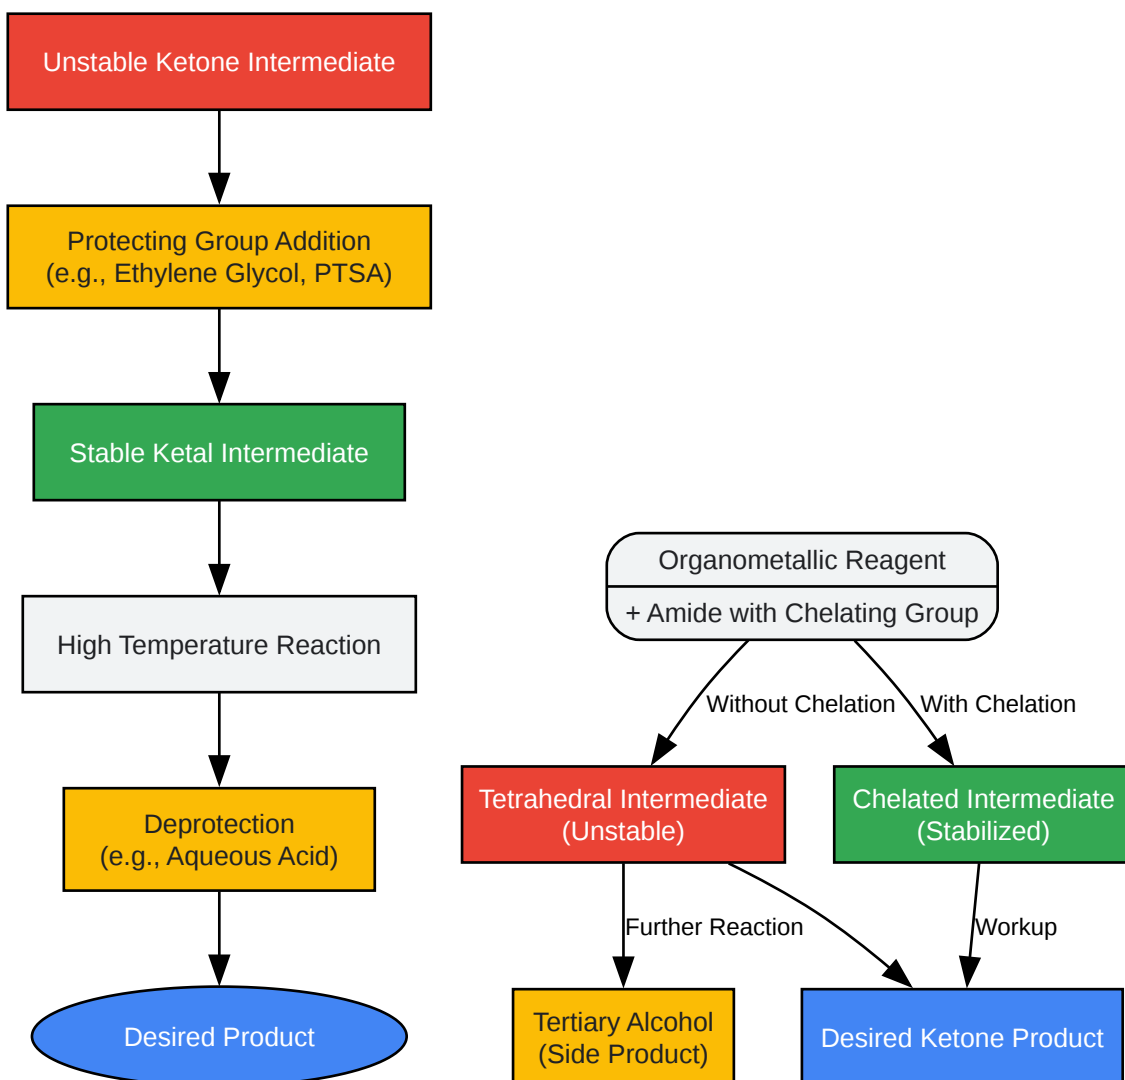 Unstable Ketone Intermediate
Protecting Group Addition
(e.g., Ethylene Glycol, PTSA)
Stable Ketal Intermediate
High Temperature Reaction
Deprotection
(e.g., Aqueous Acid)
Desired Product
Organometallic Reagent
+ Amide with Chelating Group
Without Chelation
With Chelation
Tetrahedral Intermediate
(Unstable)
Chelated Intermediate
(Stabilized)
Further Reaction
Workup
Tertiary Alcohol
(Side Product)
Desired Ketone Product